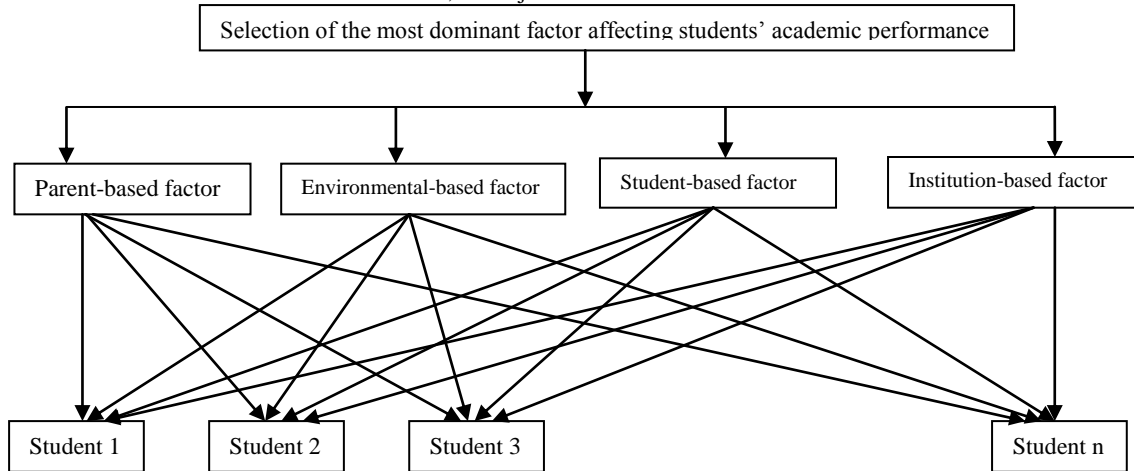 Selection of the most dominant factor affecting students’ academic performance
Parent-based factor
Environmental-based factor
Student-based factor
Institution-based factor
Student 1
Student 2
Student 3
Student n